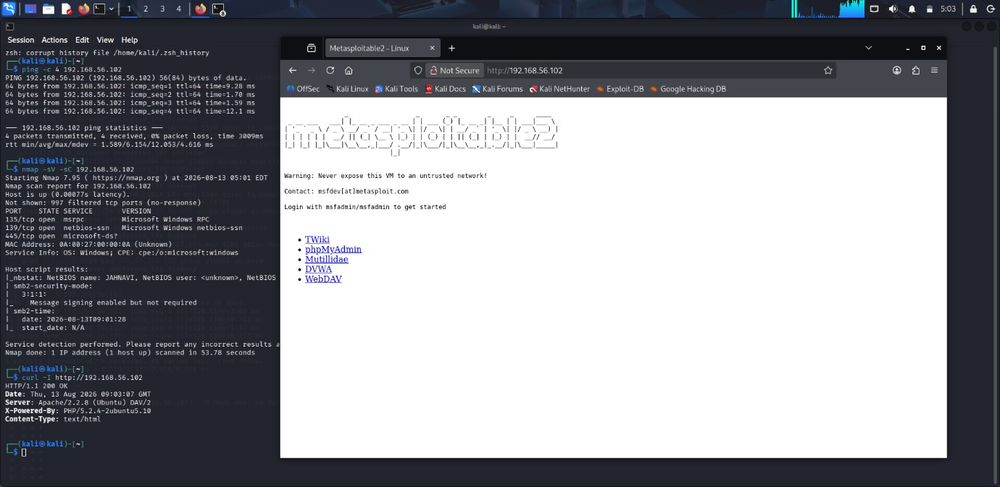 1 2 3 4
5:03
kali@kali: ~
Session Actions Edit View Help
zsh: corrupt history file /home/kali/.zsh_history
┌──(kali㉿kali)-[~]
└─$ ping -c 4 192.168.56.102
PING 192.168.56.102 (192.168.56.102) 56(84) bytes of data.
64 bytes from 192.168.56.102: icmp_seq=1 ttl=64 time=9.28 ms
64 bytes from 192.168.56.102: icmp_seq=2 ttl=64 time=1.70 ms
64 bytes from 192.168.56.102: icmp_seq=3 ttl=64 time=1.59 ms
64 bytes from 192.168.56.102: icmp_seq=4 ttl=64 time=12.1 ms
--- 192.168.56.102 ping statistics ---
4 packets transmitted, 4 received, 0% packet loss, time 3009ms
rtt min/avg/max/mdev = 1.589/6.154/12.053/4.616 ms
┌──(kali㉿kali)-[~]
└─$ nmap -sV -sC 192.168.56.102
Starting Nmap 7.95 ( https://nmap.org ) at 2026-08-13 05:01 EDT
Nmap scan report for 192.168.56.102
Host is up (0.00077s latency).
Not shown: 997 filtered tcp ports (no-response)
PORT STATE SERVICE VERSION
135/tcp open msrpc Microsoft Windows RPC
139/tcp open netbios-ssn Microsoft Windows netbios-ssn
445/tcp open microsoft-ds?
MAC Address: 0A:00:27:00:00:0A (Unknown)
Service Info: OS: Windows; CPE: cpe:/o:microsoft:windows
Host script results:
|_nbstat: NetBIOS name: JAHNAVI, NetBIOS user: <unknown>, NetBIOS
| smb2-security-mode:
|   3:1:1:
|_    Message signing enabled but not required
| smb2-time:
|   date: 2026-08-13T09:01:28
|_  start_date: N/A
Service detection performed. Please report any incorrect results a
Nmap done: 1 IP address (1 host up) scanned in 53.78 seconds
┌──(kali㉿kali)-[~]
└─$ curl -I http://192.168.56.102
HTTP/1.1 200 OK
Date: Thu, 13 Aug 2026 09:03:07 GMT
Server: Apache/2.2.8 (Ubuntu) DAV/2
X-Powered-By: PHP/5.2.4-2ubuntu5.10
Content-Type: text/html
┌──(kali㉿kali)-[~]
└─$
Metasploitable2 - Linux
Not Secure http://192.168.56.102
OffSec Kali Linux Kali Tools Kali Docs Kali Forums Kali NetHunter Exploit-DB Google Hacking DB
metasploitable2
Warning: Never expose this VM to an untrusted network!
Contact: msfdev[at]metasploit.com
Login with msfadmin/msfadmin to get started
TWiki
phpMyAdmin
Mutillidae
DVWA
WebDAV